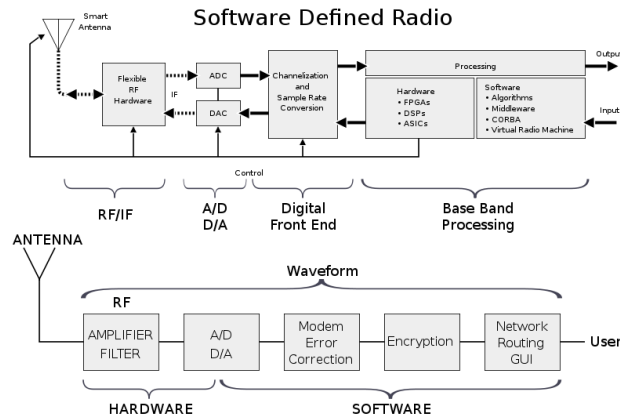 Software Defined Radio
Smart
Antenna
Flexible
RF
Hardware
IF
ADC
DAC
Channelization
and
Sample Rate
Conversion
Processing
Hardware
• FPGAs
• DSPs
• ASICs
Software
• Algorithms
• Middleware
• CORBA
• Virtual Radio Machine
Output
Input
Control
RF/IF
A/D
D/A
Digital
Front End
Base Band
Processing
ANTENNA
Waveform
RF
AMPLIFIER
FILTER
A/D
D/A
Modem
Error
Correction
Encryption
Network
Routing
GUI
User
HARDWARE
SOFTWARE